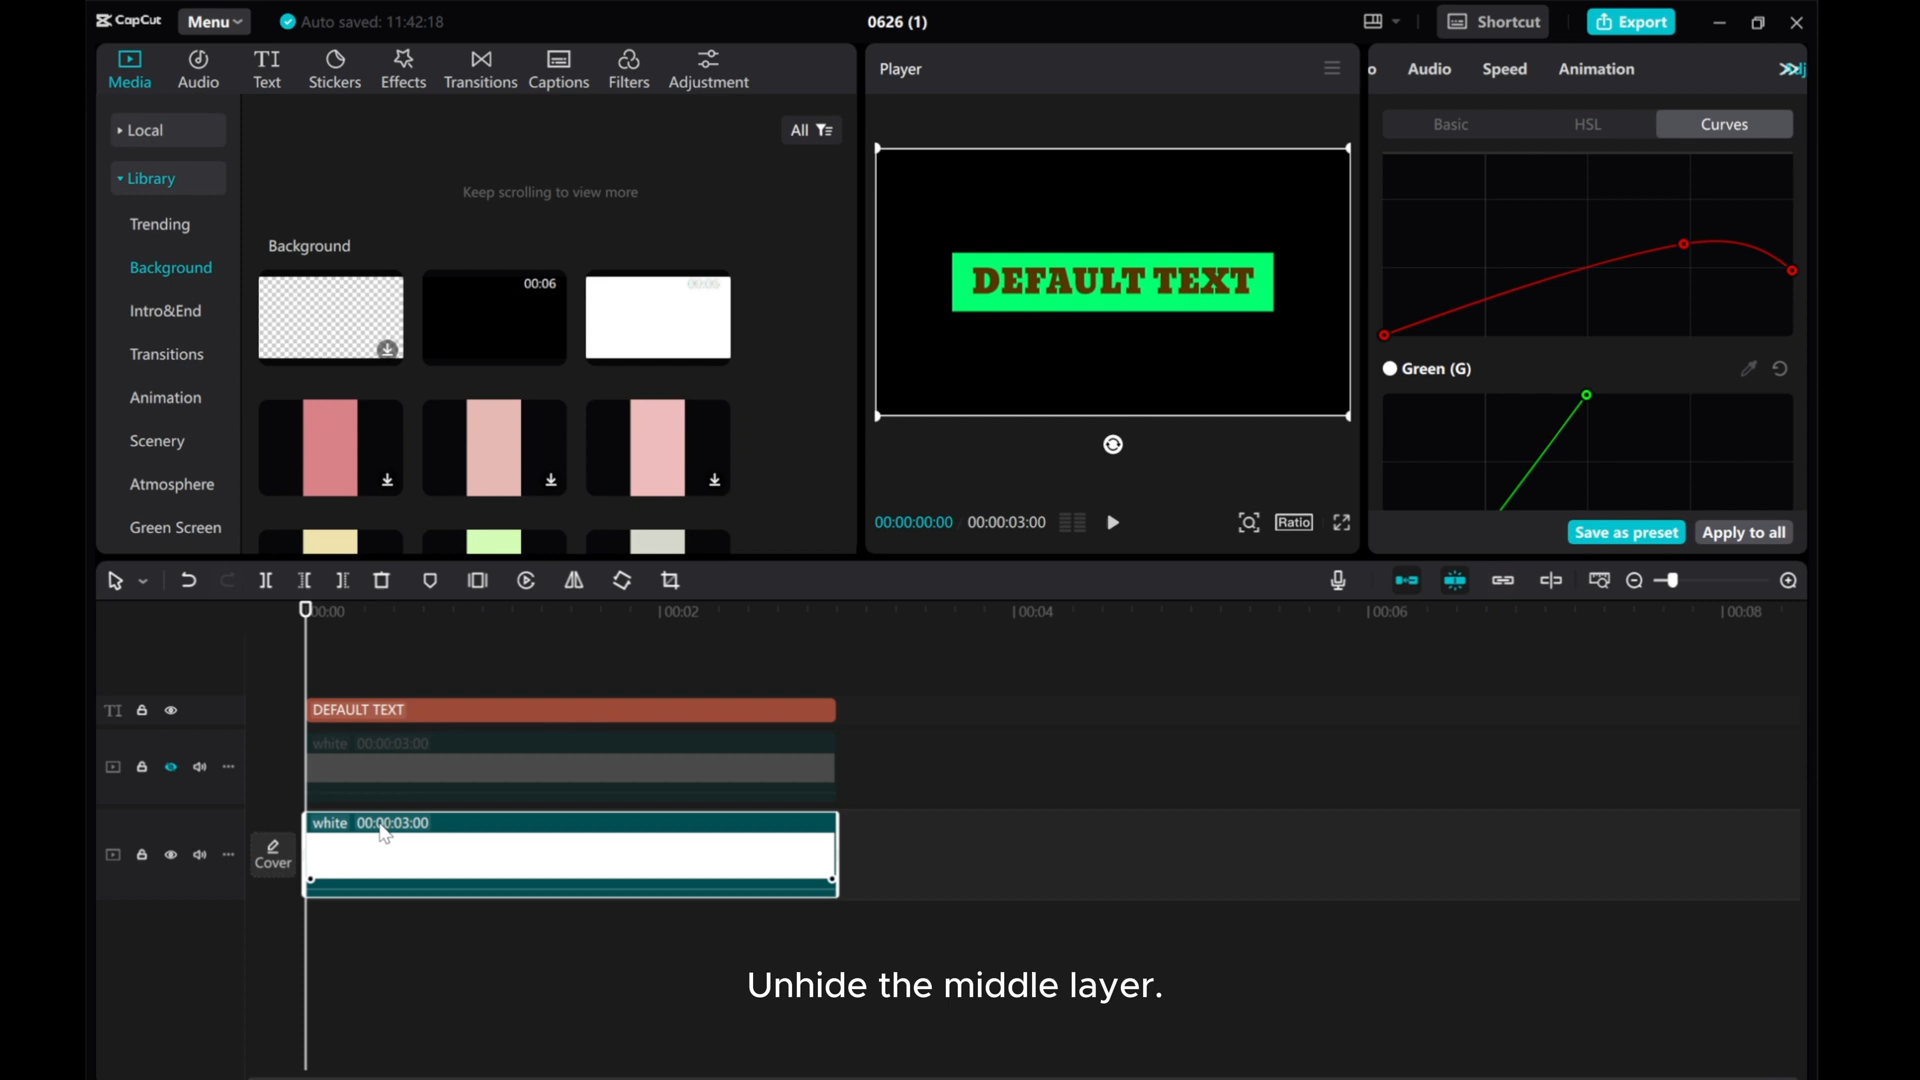 CapCut
Menu
Auto saved: 11:42:18
0626 (1)
Shortcut
Export
Media
Audio
Text
Stickers
Effects
Transitions
Captions
Filters
Adjustment
Local
Library
Trending
Background
Intro&End
Transitions
Animation
Scenery
Atmosphere
Green Screen
All
Keep scrolling to view more
Background
00:06
Player
DEFAULT TEXT
00:00:00:00
00:00:03:00
Ratio
Audio
Speed
Animation
Basic
HSL
Curves
Green (G)
Save as preset
Apply to all
00:00
00:02
00:04
00:06
00:08
TI
DEFAULT TEXT
white 00:00:03:00
Cover
white 00:00:03:00
Unhide the middle layer.